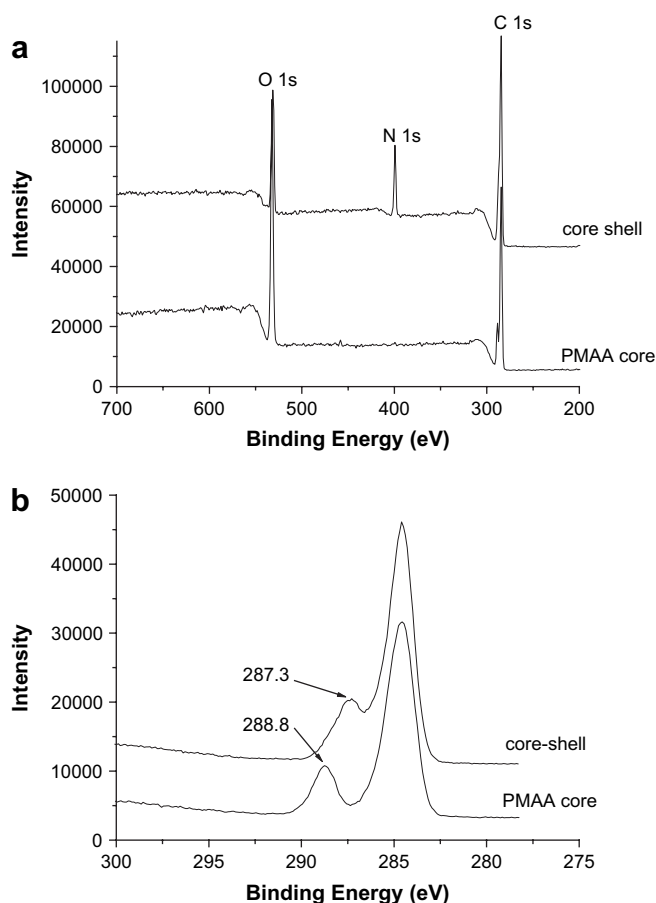 a
C 1s
O 1s
N 1s
100000
80000
60000
40000
20000
0
Intensity
core shell
PMAA core
700 600 500 400 300 200
Binding Energy (eV)
b
50000
40000
30000
20000
10000
0
Intensity
287.3
288.8
core-shell
PMAA core
300 295 290 285 280 275
Binding Energy (eV)